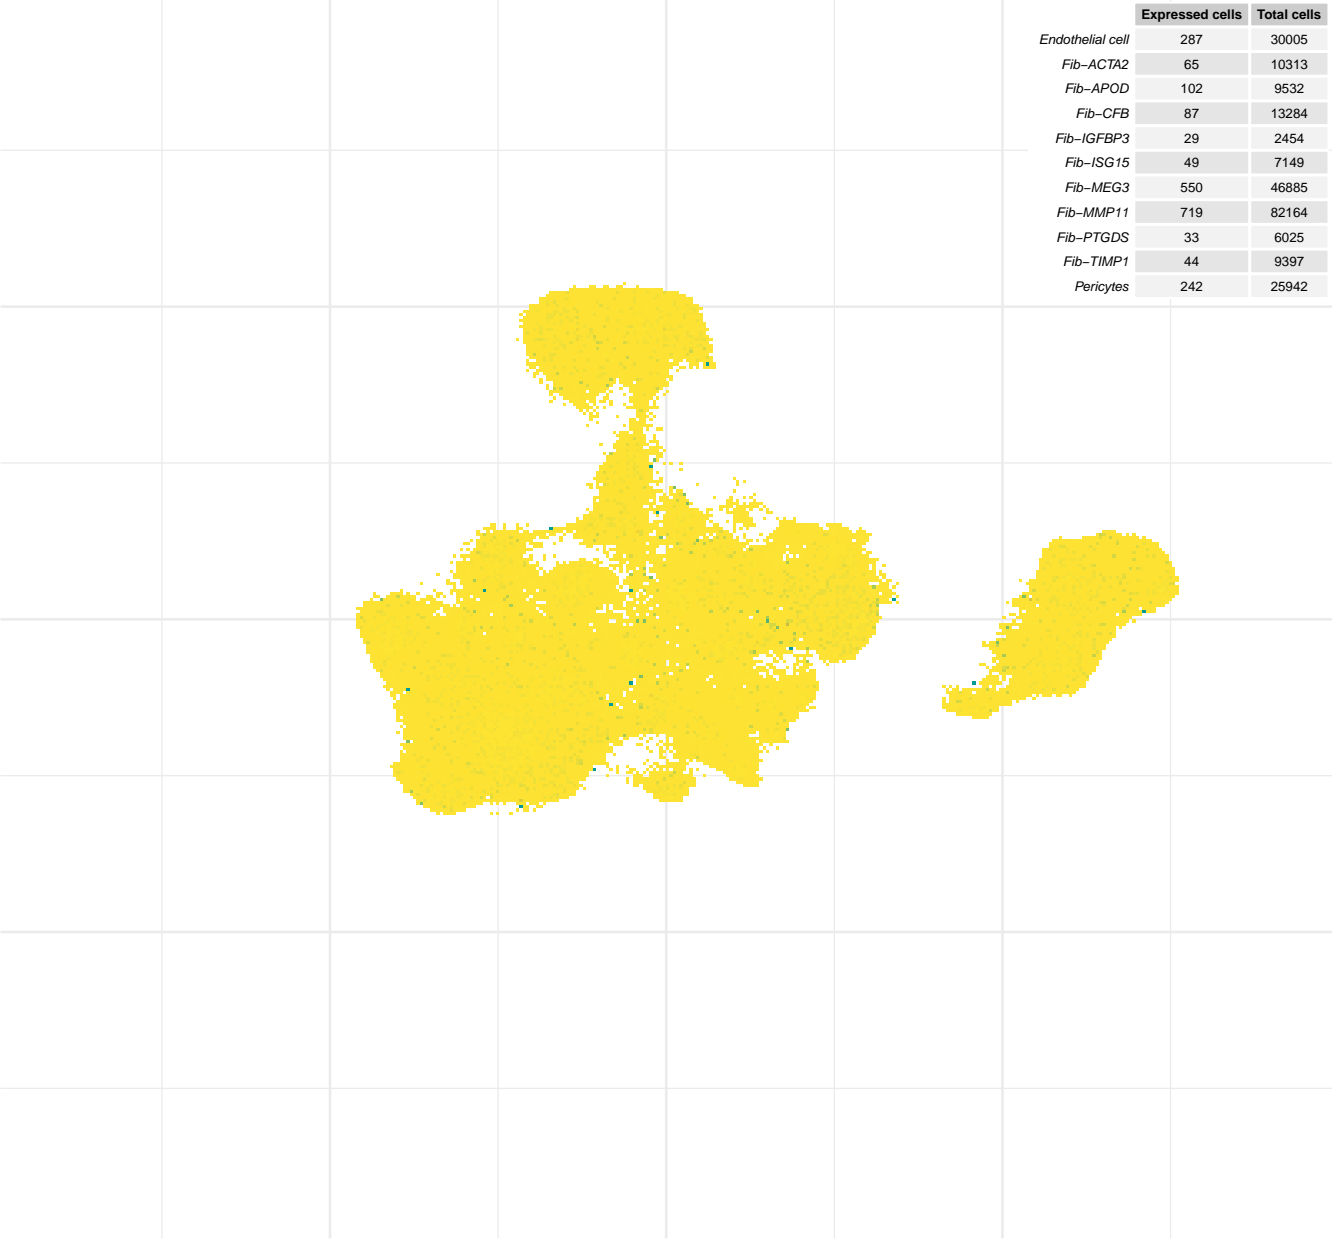 Expressed cells Total cells
Endothelial cell 287 30005
Fib−ACTA2 65 10313
Fib−APOD 102 9532
Fib−CFB 87 13284
Fib−IGFBP3 29 2454
Fib−ISG15 49 7149
Fib−MEG3 550 46885
Fib−MMP11 719 82164
Fib−PTGDS 33 6025
Fib−TIMP1 44 9397
Pericytes 242 25942